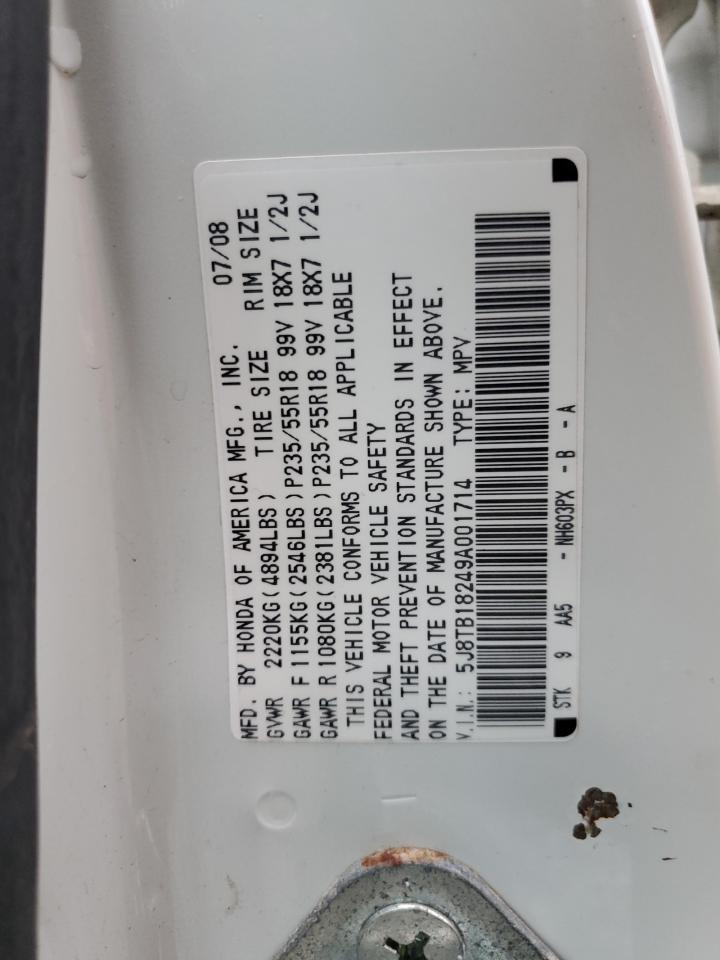 MFD. BY HONDA OF AMERICA MFG., INC. 07/08
GVWR 2220KG(4894LBS) TIRE SIZE RIM SIZE
GAWR F 1155KG(2546LBS)P235/55R18 99V 18X7 1/2J
GAWR R 1080KG(2381LBS)P235/55R18 99V 18X7 1/2J
THIS VEHICLE CONFORMS TO ALL APPLICABLE
FEDERAL MOTOR VEHICLE SAFETY
AND THEFT PREVENTION STANDARDS IN EFFECT
ON THE DATE OF MANUFACTURE SHOWN ABOVE.
V.I.N.: 5J8TB18249A001714 TYPE: MPV
STK 9 AA5 - NH603PX - B - A